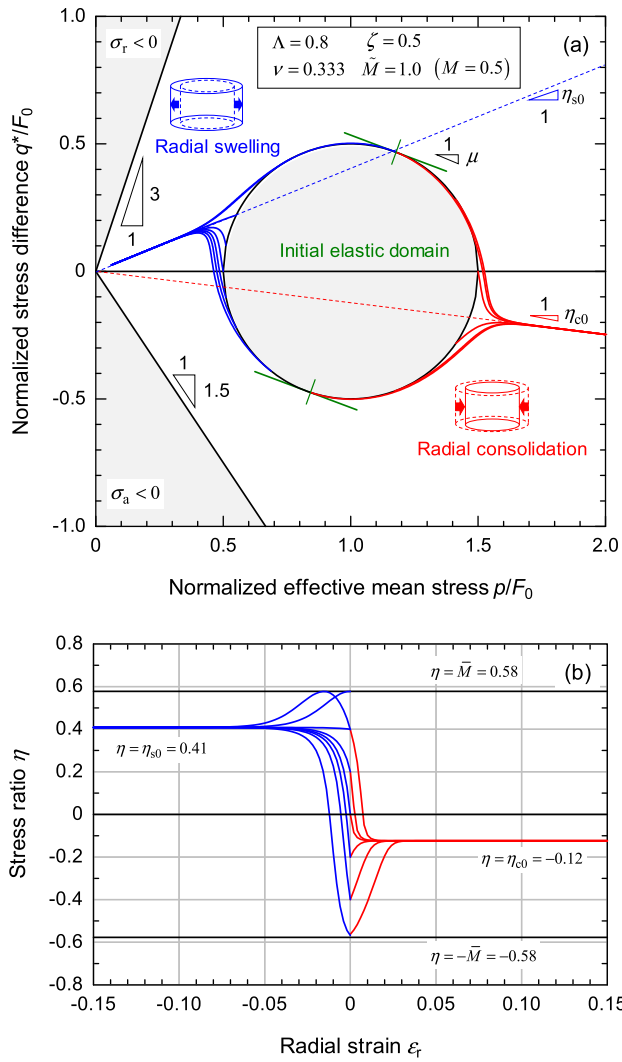 1.0
0.5
0
-0.5
-1.0
Normalized stress difference q*/F₀
σᵣ < 0
Λ = 0.8 ζ = 0.5
ν = 0.333 M̃ = 1.0 (M = 0.5)
(a)
Radial swelling
3
1
η_s0
1
1
μ
Initial elastic domain
1
η_c0
1
1.5
σₐ < 0
Radial consolidation
0 0.5 1.0 1.5 2.0
Normalized effective mean stress p/F₀
0.8
0.6
0.4
0.2
0
-0.2
-0.4
-0.6
-0.8
Stress ratio η
(b)
η = M̄ = 0.58
η = η_s0 = 0.41
η = η_c0 = −0.12
η = −M̄ = −0.58
-0.15 -0.10 -0.05 0 0.05 0.10 0.15
Radial strain εᵣ